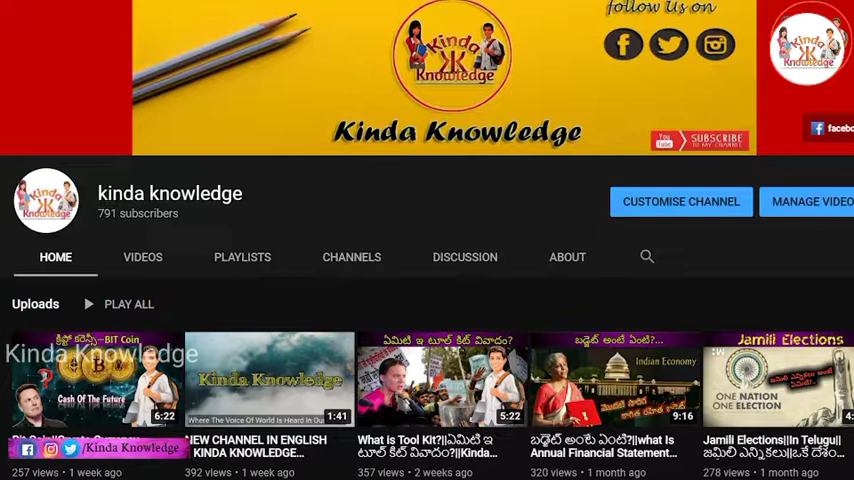 follow Us on
Kinda
Knowledge
Kinda
Knowledge
Kinda Knowledge
You Tube SUBSCRIBE
TO MY CHANNEL
kinda knowledge
791 subscribers
CUSTOMISE CHANNEL
MANAGE VIDEO
HOME
VIDEOS
PLAYLISTS
CHANNELS
DISCUSSION
ABOUT
Uploads
PLAY ALL
క్రిప్టో కరెన్సీ-BIT Coin
Kinda Knowledge
Cash Of The Future
6:22
Kinda Knowledge
Where The Voice Of World Is Heard In Our
1:41
ఏమిటి ఇ టూల్ కిట్ వివాదం?
5:22
బడ్జెట్ అంటే ఏంటి?...
Indian Economy
9:16
Jamili Elections
ONE NATION
ONE ELECTION
/Kinda Knowledge
257 views • 1 week ago
NEW CHANNEL IN ENGLISH
KINDA KNOWLEDGE...
392 views • 1 week ago
What is Tool Kit?||ఏమిటి ఇ
టూల్ కిట్ వివాదం?||Kinda...
357 views • 2 weeks ago
బడ్జెట్ అంటే ఏంటి?||what Is
Annual Financial Statement...
320 views • 1 month ago
Jamili Elections||In Telugu||
జమిలి ఎన్నికలు||ఒకే దేశం...
278 views • 1 month ago